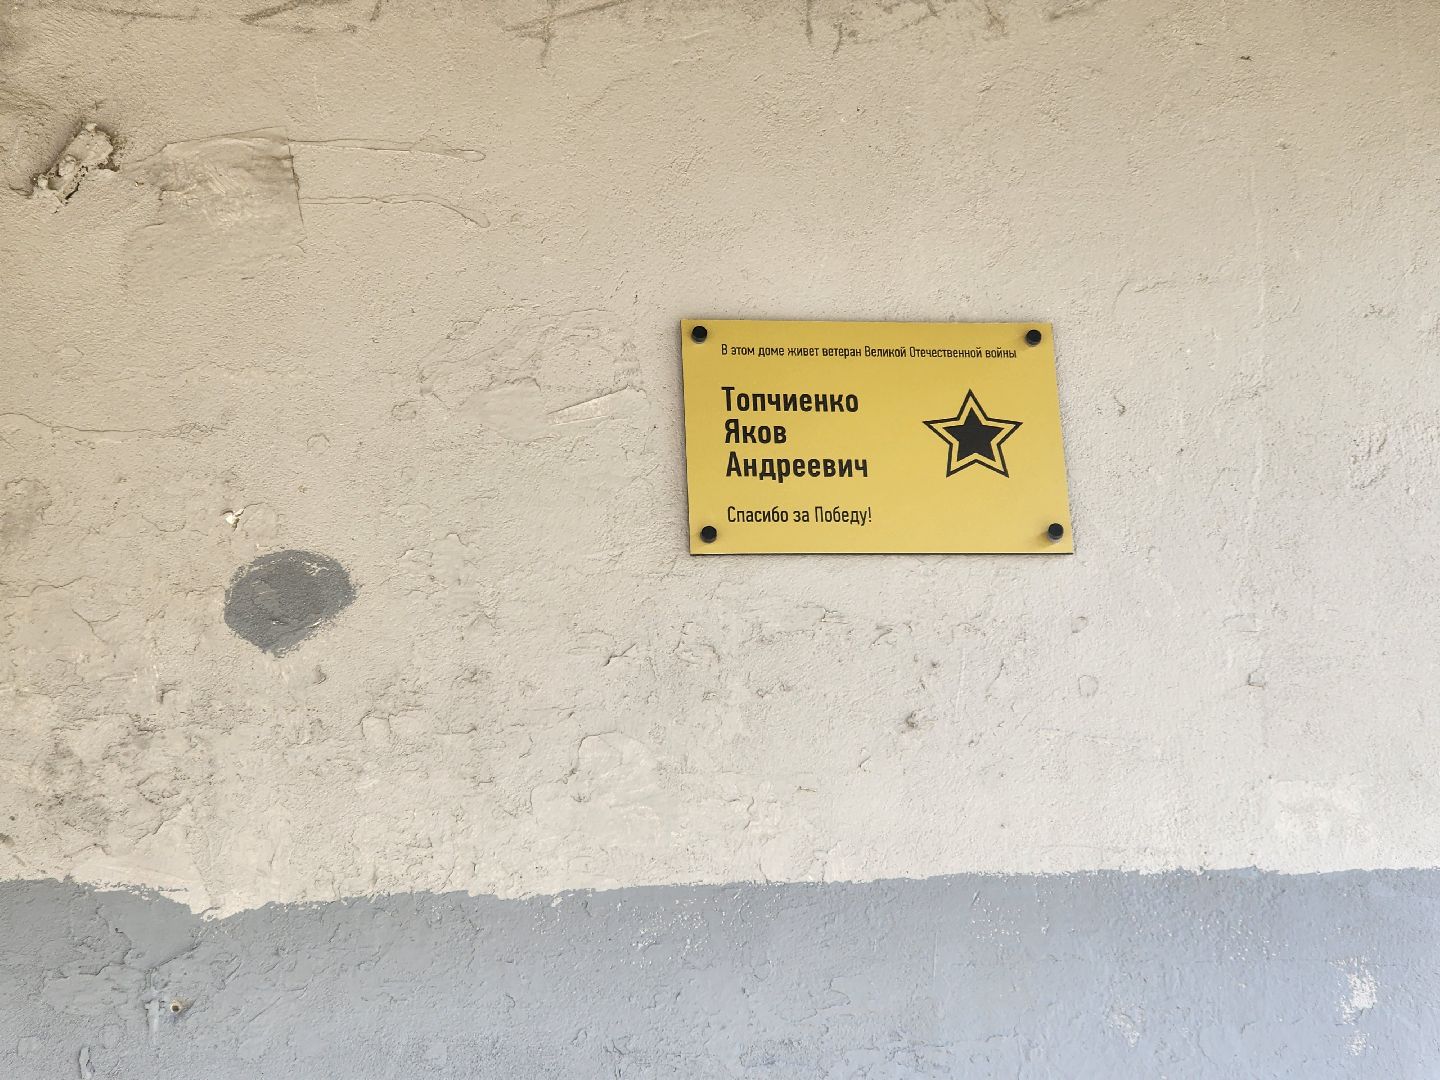 В этом доме живет ветеран Великой Отечественной войны
Топчиенко
Яков
Андреевич
Спасибо за Победу!